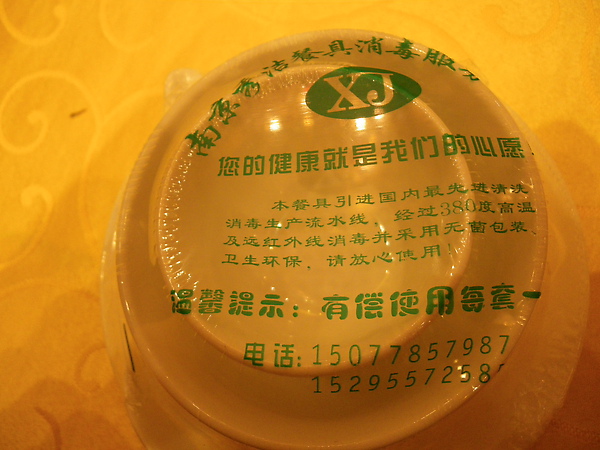 南京秀洁餐具消毒服务
XJ
您的健康就是我们的心愿
本餐具引进国内最先进清洗
消毒生产流水线，经过380度高温
及远红外线消毒并采用无菌包装、
卫生环保，请放心使用！
温馨提示：有偿使用每套一
电话:15077857987
1529557258